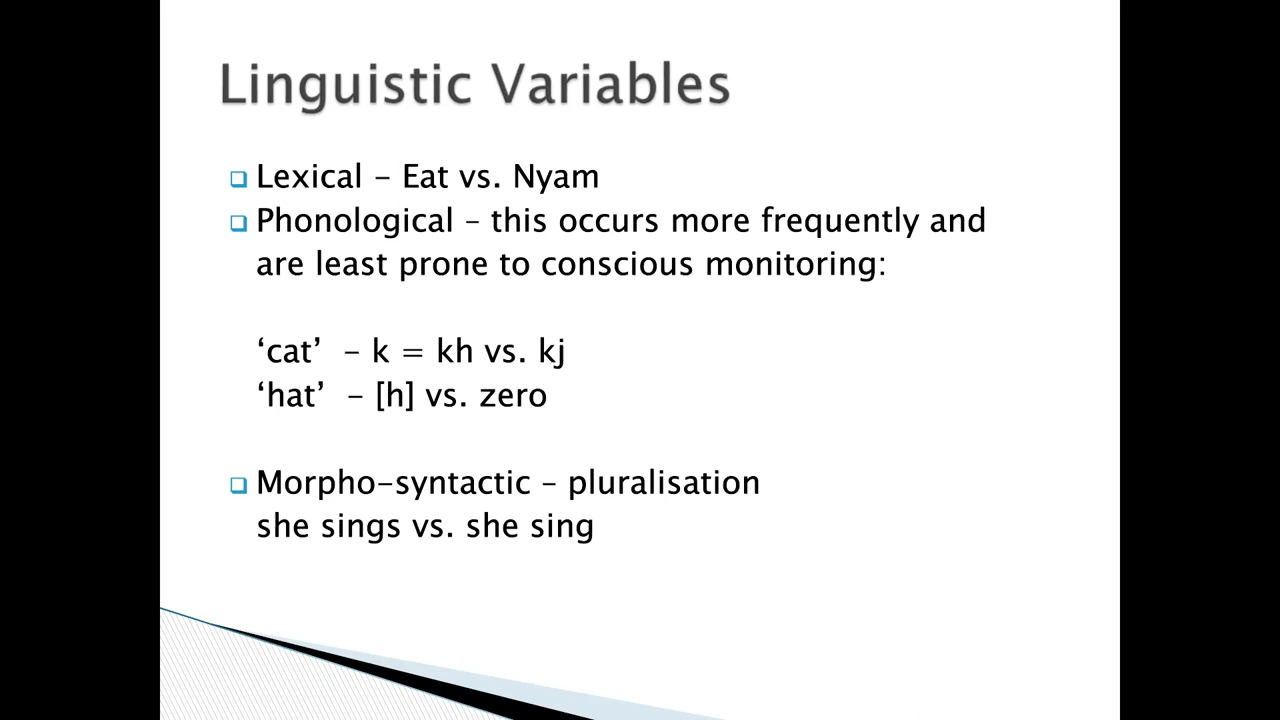 Linguistic Variables
Lexical - Eat vs. Nyam
Phonological – this occurs more frequently and
are least prone to conscious monitoring:
‘cat’ - k = kh vs. kj
‘hat’ - [h] vs. zero
Morpho-syntactic – pluralisation
she sings vs. she sing